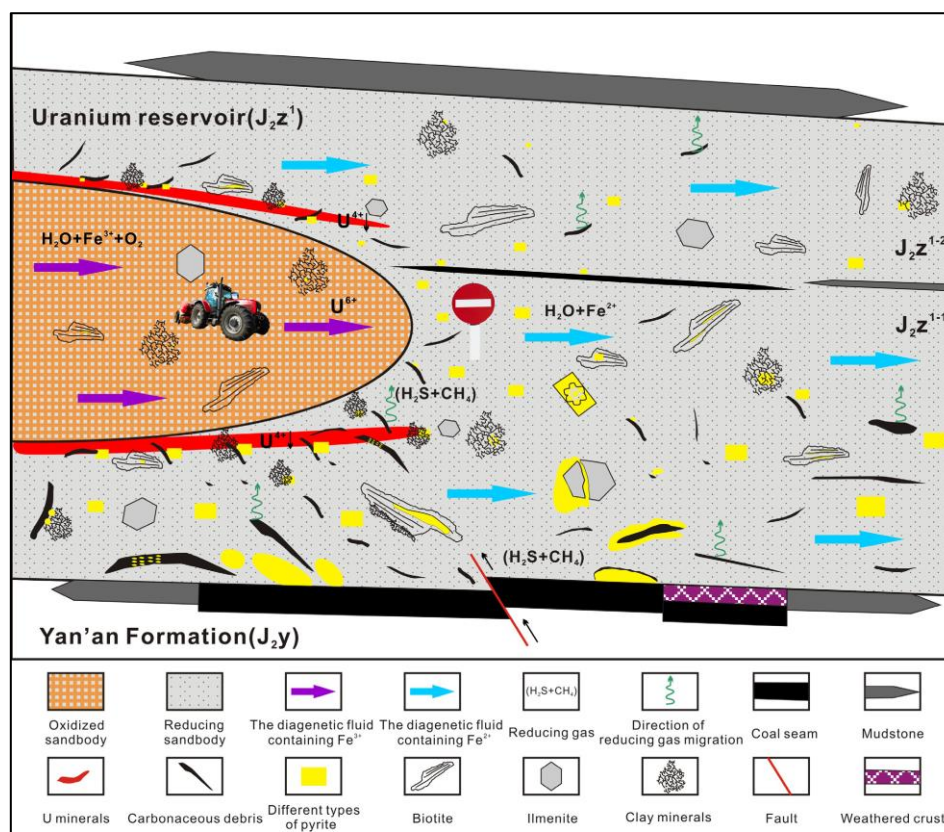 Uranium reservoir(J₂z¹)
U⁴⁺
H₂O+Fe³⁺+O₂
J₂z¹⁻²
U⁶⁺
H₂O+Fe²⁺
J₂z¹⁻¹
(H₂S+CH₄)
U⁴⁺
(H₂S+CH₄)
Yan'an Formation(J₂y)
(H₂S+CH₄)
Oxidized
sandbody
Reducing
sandbody
The diagenetic fluid
containing Fe³⁺
The diagenetic fluid
containing Fe²⁺
Reducing gas
Direction of
reducing gas migration
Coal seam
Mudstone
U minerals
Carbonaceous debris
Different types
of pyrite
Biotite
Ilmenite
Clay minerals
Fault
Weathered crust